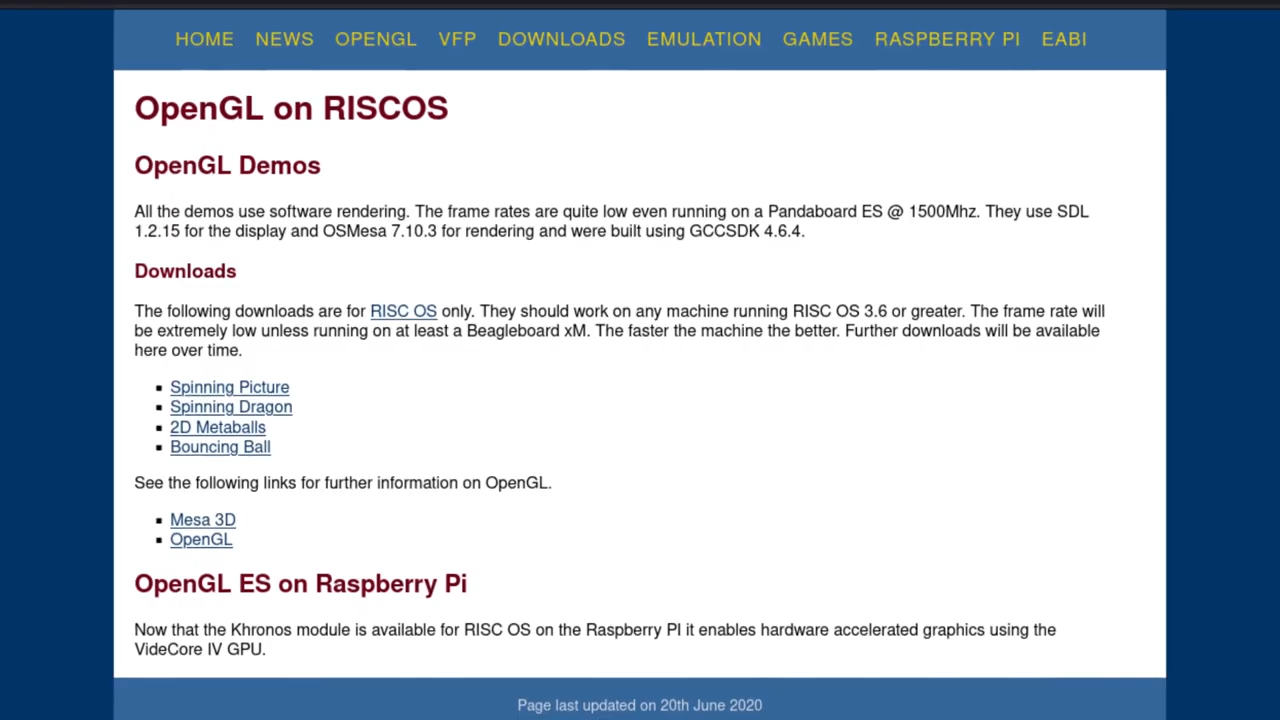 HOME NEWS OPENGL VFP DOWNLOADS EMULATION GAMES RASPBERRY PI EABI
OpenGL on RISCOS
OpenGL Demos
All the demos use software rendering. The frame rates are quite low even running on a Pandaboard ES @ 1500Mhz. They use SDL
1.2.15 for the display and OSMesa 7.10.3 for rendering and were built using GCCSDK 4.6.4.
Downloads
The following downloads are for RISC OS only. They should work on any machine running RISC OS 3.6 or greater. The frame rate will
be extremely low unless running on at least a Beagleboard xM. The faster the machine the better. Further downloads will be available
here over time.
Spinning Picture
Spinning Dragon
2D Metaballs
Bouncing Ball
See the following links for further information on OpenGL.
Mesa 3D
OpenGL
OpenGL ES on Raspberry Pi
Now that the Khronos module is available for RISC OS on the Raspberry PI it enables hardware accelerated graphics using the
VideCore IV GPU.
Page last updated on 20th June 2020